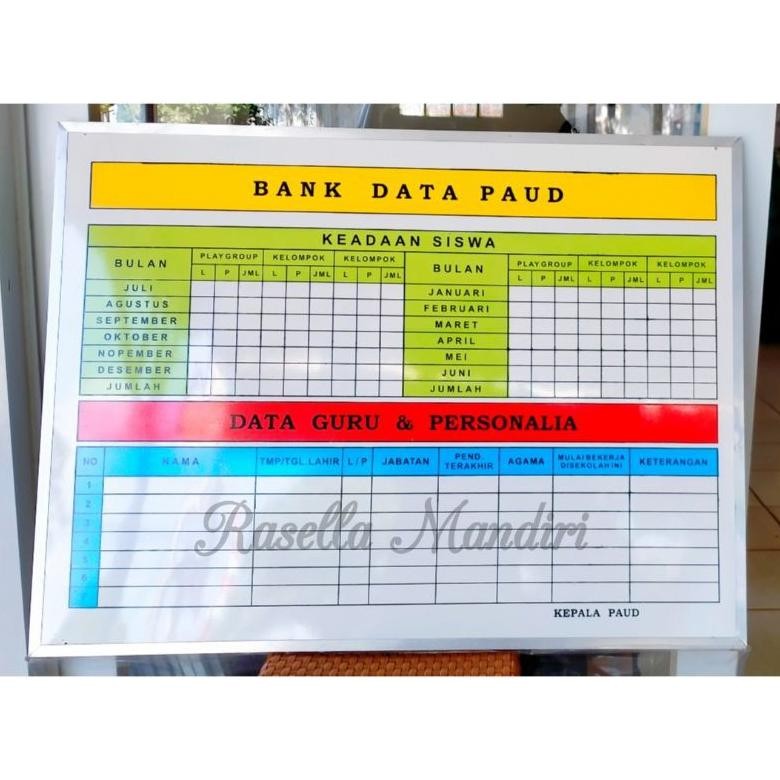 BANK DATA PAUD
KEADAAN SISWA
BULAN PLAYGROUP KELOMPOK KELOMPOK BULAN PLAYGROUP KELOMPOK KELOMPOK
L P JML L P JML L P JML L P JML L P JML L P JML
JULI JANUARI
AGUSTUS FEBRUARI
SEPTEMBER MARET
OKTOBER APRIL
NOPEMBER MEI
DESEMBER JUNI
JUMLAH JUMLAH
DATA GURU & PERSONALIA
NO NAMA TMP/TGL.LAHIR L/P JABATAN PEND. TERAKHIR AGAMA MULAI BEKERJA DISEKOLAH INI KETERANGAN
1
2
3
4
5
6
Rasella Mandiri
KEPALA PAUD